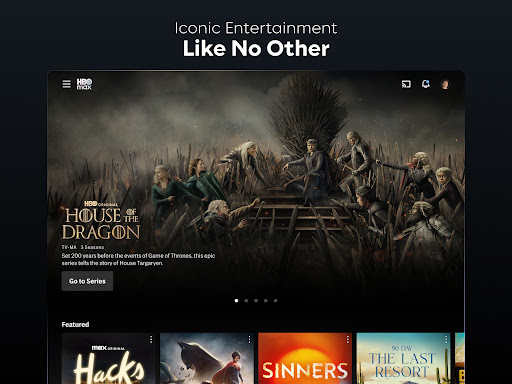 Iconic Entertainment
Like No Other
HBO
max
HBO ORIGINAL
HOUSE OF THE
DRAGON
TV-MA 3 Seasons
Set 200 years before the events of Game of Thrones, this epic
series tells the story of House Targaryen.
Go to Series
Featured
max ORIGINAL
Hacks
SINNERS
90 DAY
THE LAST
RESORT